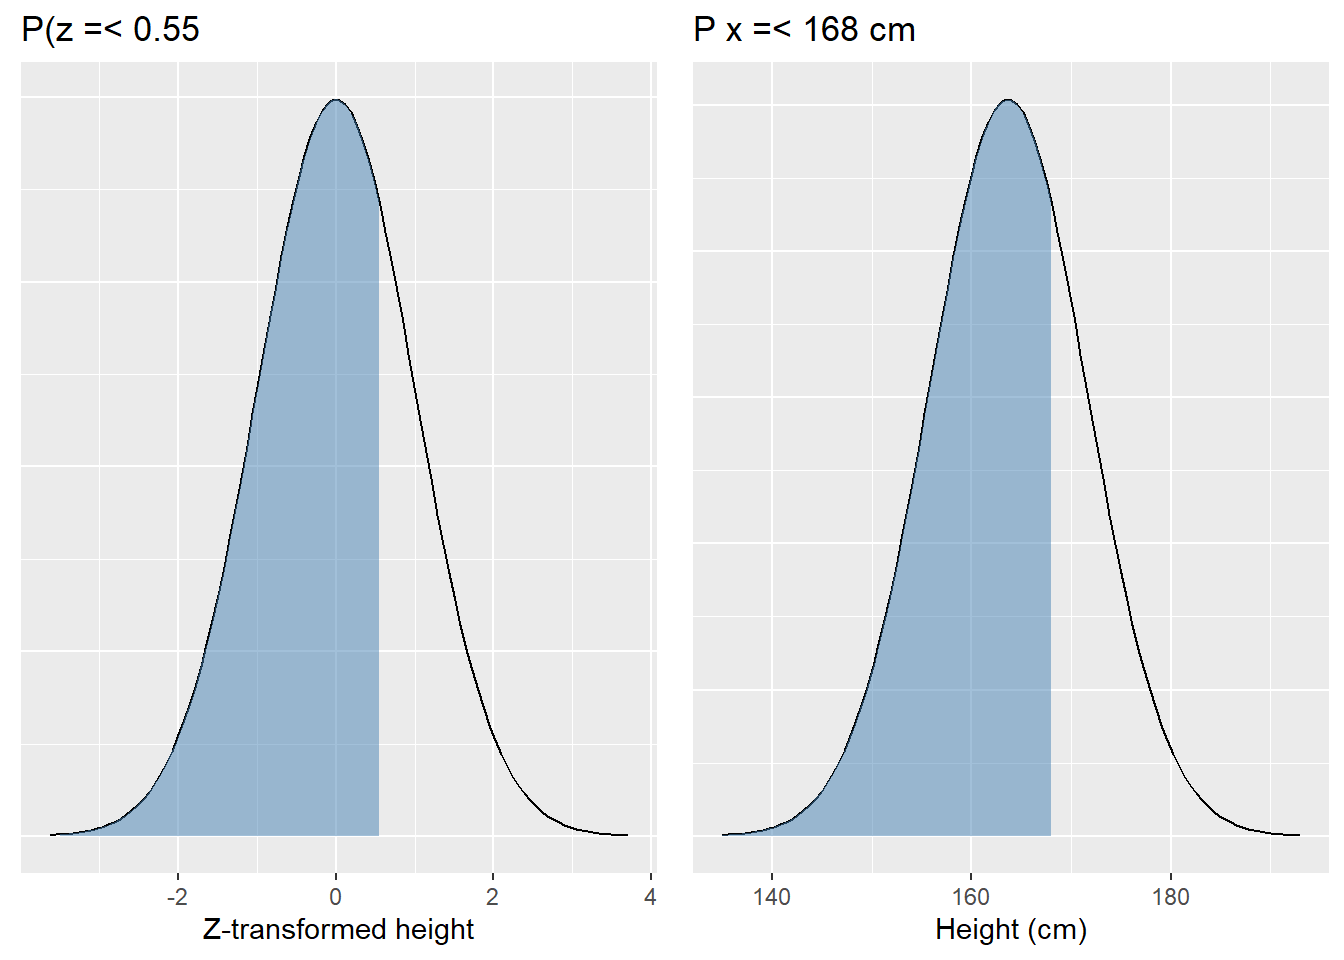 P(z =< 0.55
P x =< 168 cm
-2 0 2 4
140 160 180
Z-transformed height
Height (cm)